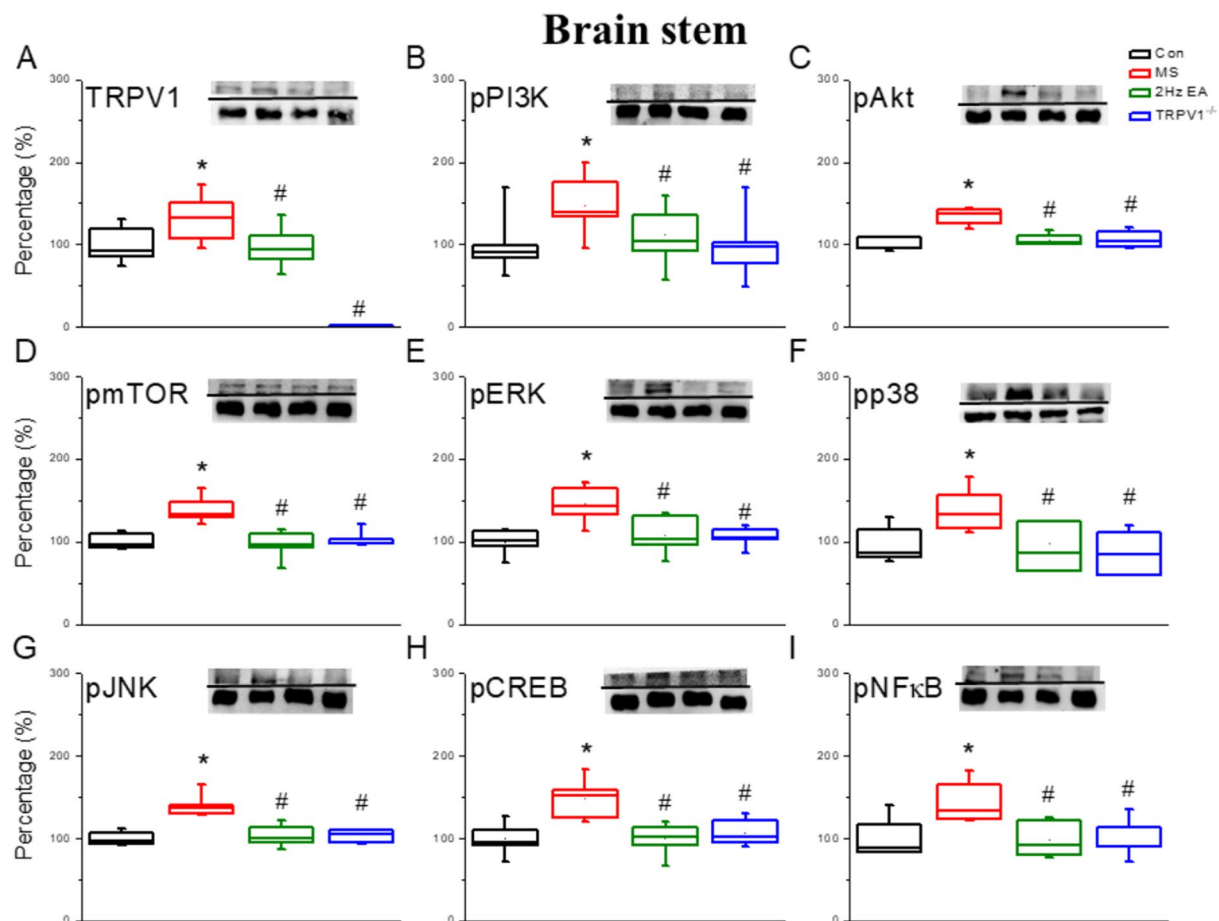 Brain stem
A
TRPV1
300
200
100
0
Percentage (%)
*
#
#
B
pPI3K
300
200
100
0
*
#
#
C
pAkt
300
200
100
0
*
#
#
Con
MS
2Hz EA
TRPV1-/-
D
pmTOR
300
200
100
0
Percentage (%)
*
#
#
E
pERK
300
200
100
0
*
#
#
F
pp38
300
200
100
0
*
#
#
G
pJNK
300
200
100
0
Percentage (%)
*
#
#
H
pCREB
300
200
100
0
*
#
#
I
pNFκB
300
200
100
0
*
#
#